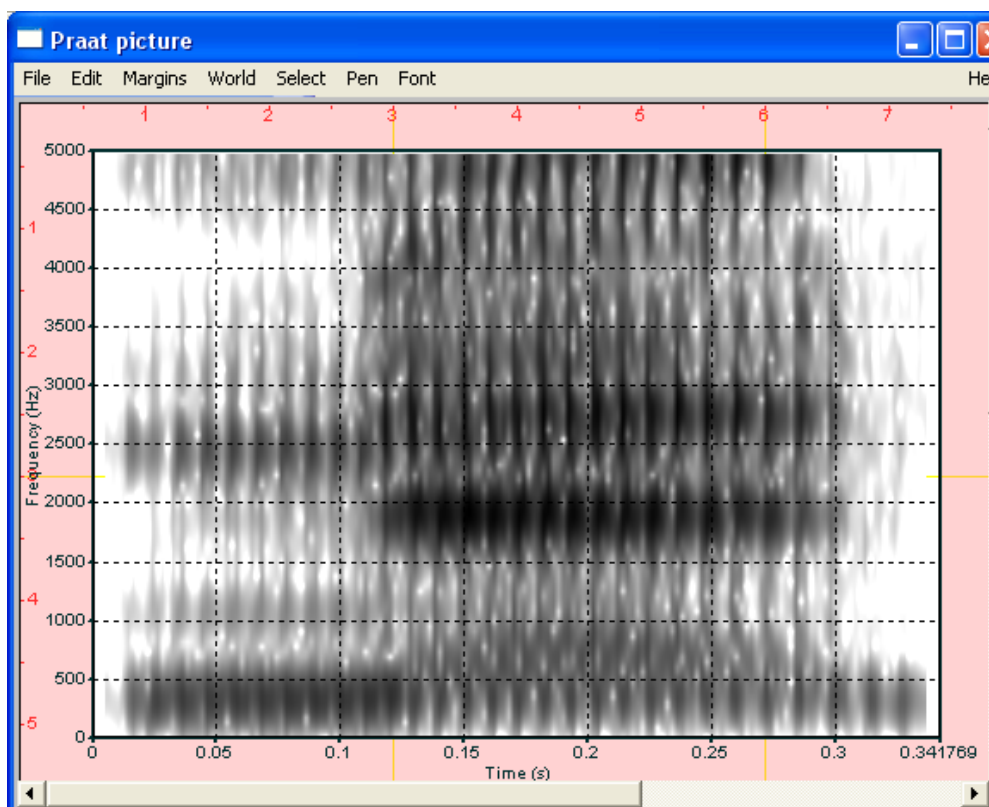 Praat picture
File Edit Margins World Select Pen Font He
1 2 3 4 5 6 7
5000
4500
1
4000
3500
2
3000
2500
2000
1500
4
1000
500
5
0
Frequency (Hz)
0 0.05 0.1 0.15 0.2 0.25 0.3 0.341769
Time (s)